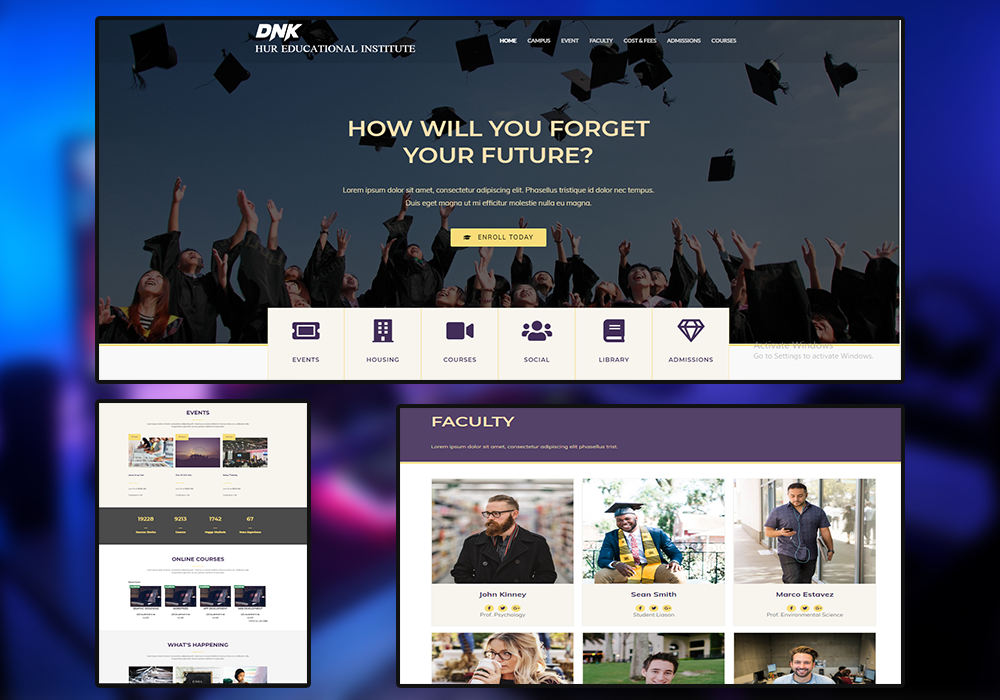 DNK
HUR EDUCATIONAL INSTITUTE
HOME CAMPUS EVENT FACULTY COST & FEES ADMISSIONS COURSES
HOW WILL YOU FORGET
YOUR FUTURE?
Lorem ipsum dolor sit amet, consectetur adipiscing elit. Phasellus tristique id dolor nec tempus.
Duis eget magna ut mi efficitur molestie nulla eu magna.
ENROLL TODAY
EVENTS HOUSING COURSES SOCIAL LIBRARY ADMISSIONS
Activate Windows
Go to Settings to activate Windows.
EVENTS
19228 9213 1742 67
ONLINE COURSES
WHAT'S HAPPENING
FACULTY
Lorem ipsum dolor sit amet, consectetur adipiscing elit phasellus trist.
John Kinney
Prof. Psychology
Sean Smith
Student Liason
Marco Estavez
Prof. Environmental Science